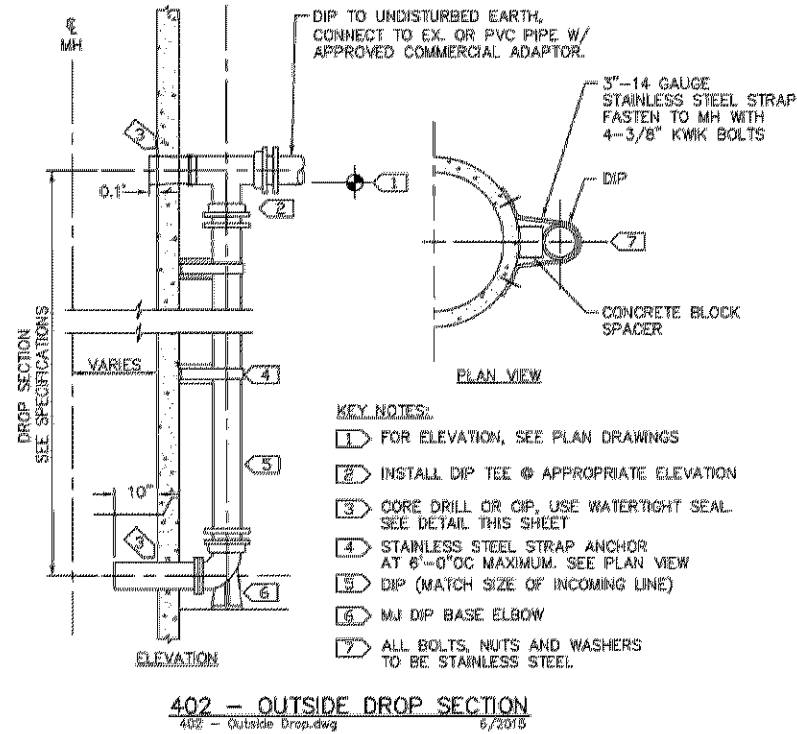 ℄
MH
DIP TO UNDISTURBED EARTH,
CONNECT TO EX. OR PVC PIPE W/
APPROVED COMMERCIAL ADAPTOR.
3
0.1'
1
2
DROP SECTION
SEE SPECIFICATIONS
VARIES
4
5
10"
3
6
ELEVATION
3"-14 GAUGE
STAINLESS STEEL STRAP
FASTEN TO MH WITH
4-3/8" KWIK BOLTS
DIP
7
CONCRETE BLOCK
SPACER
PLAN VIEW
KEY NOTES:
1 FOR ELEVATION, SEE PLAN DRAWINGS
2 INSTALL DIP TEE @ APPROPRIATE ELEVATION
3 CORE DRILL OR CIP, USE WATERTIGHT SEAL.
SEE DETAIL THIS SHEET
4 STAINLESS STEEL STRAP ANCHOR
AT 6'-0"OC MAXIMUM. SEE PLAN VIEW
5 DIP (MATCH SIZE OF INCOMING LINE)
6 MJ DIP BASE ELBOW
7 ALL BOLTS, NUTS AND WASHERS
TO BE STAINLESS STEEL
402 - OUTSIDE DROP SECTION
402 - Outside Drop.dwg 6/2015